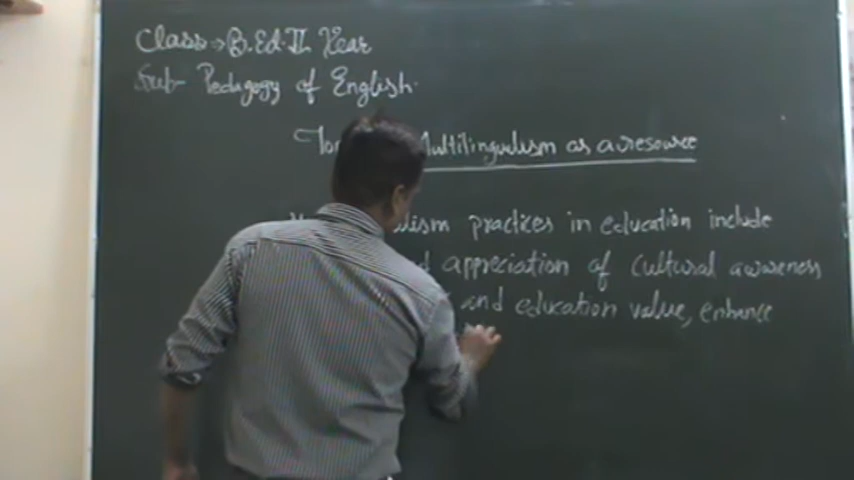 Class → B.Ed. II Year
Sub- Pedagogy of English.
Multilingualism as a resource
practices in education include
appreciation of cultural awareness
and education value, enhance